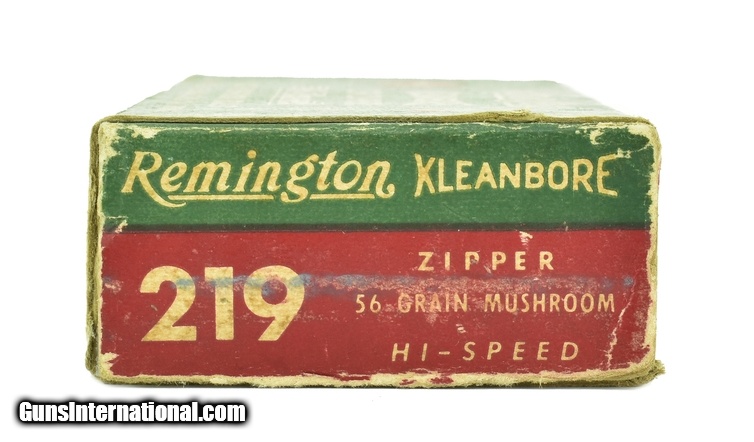 Remington KLEANBORE
219
ZIPPER
56 GRAIN MUSHROOM
HI-SPEED
GunsInternational.com